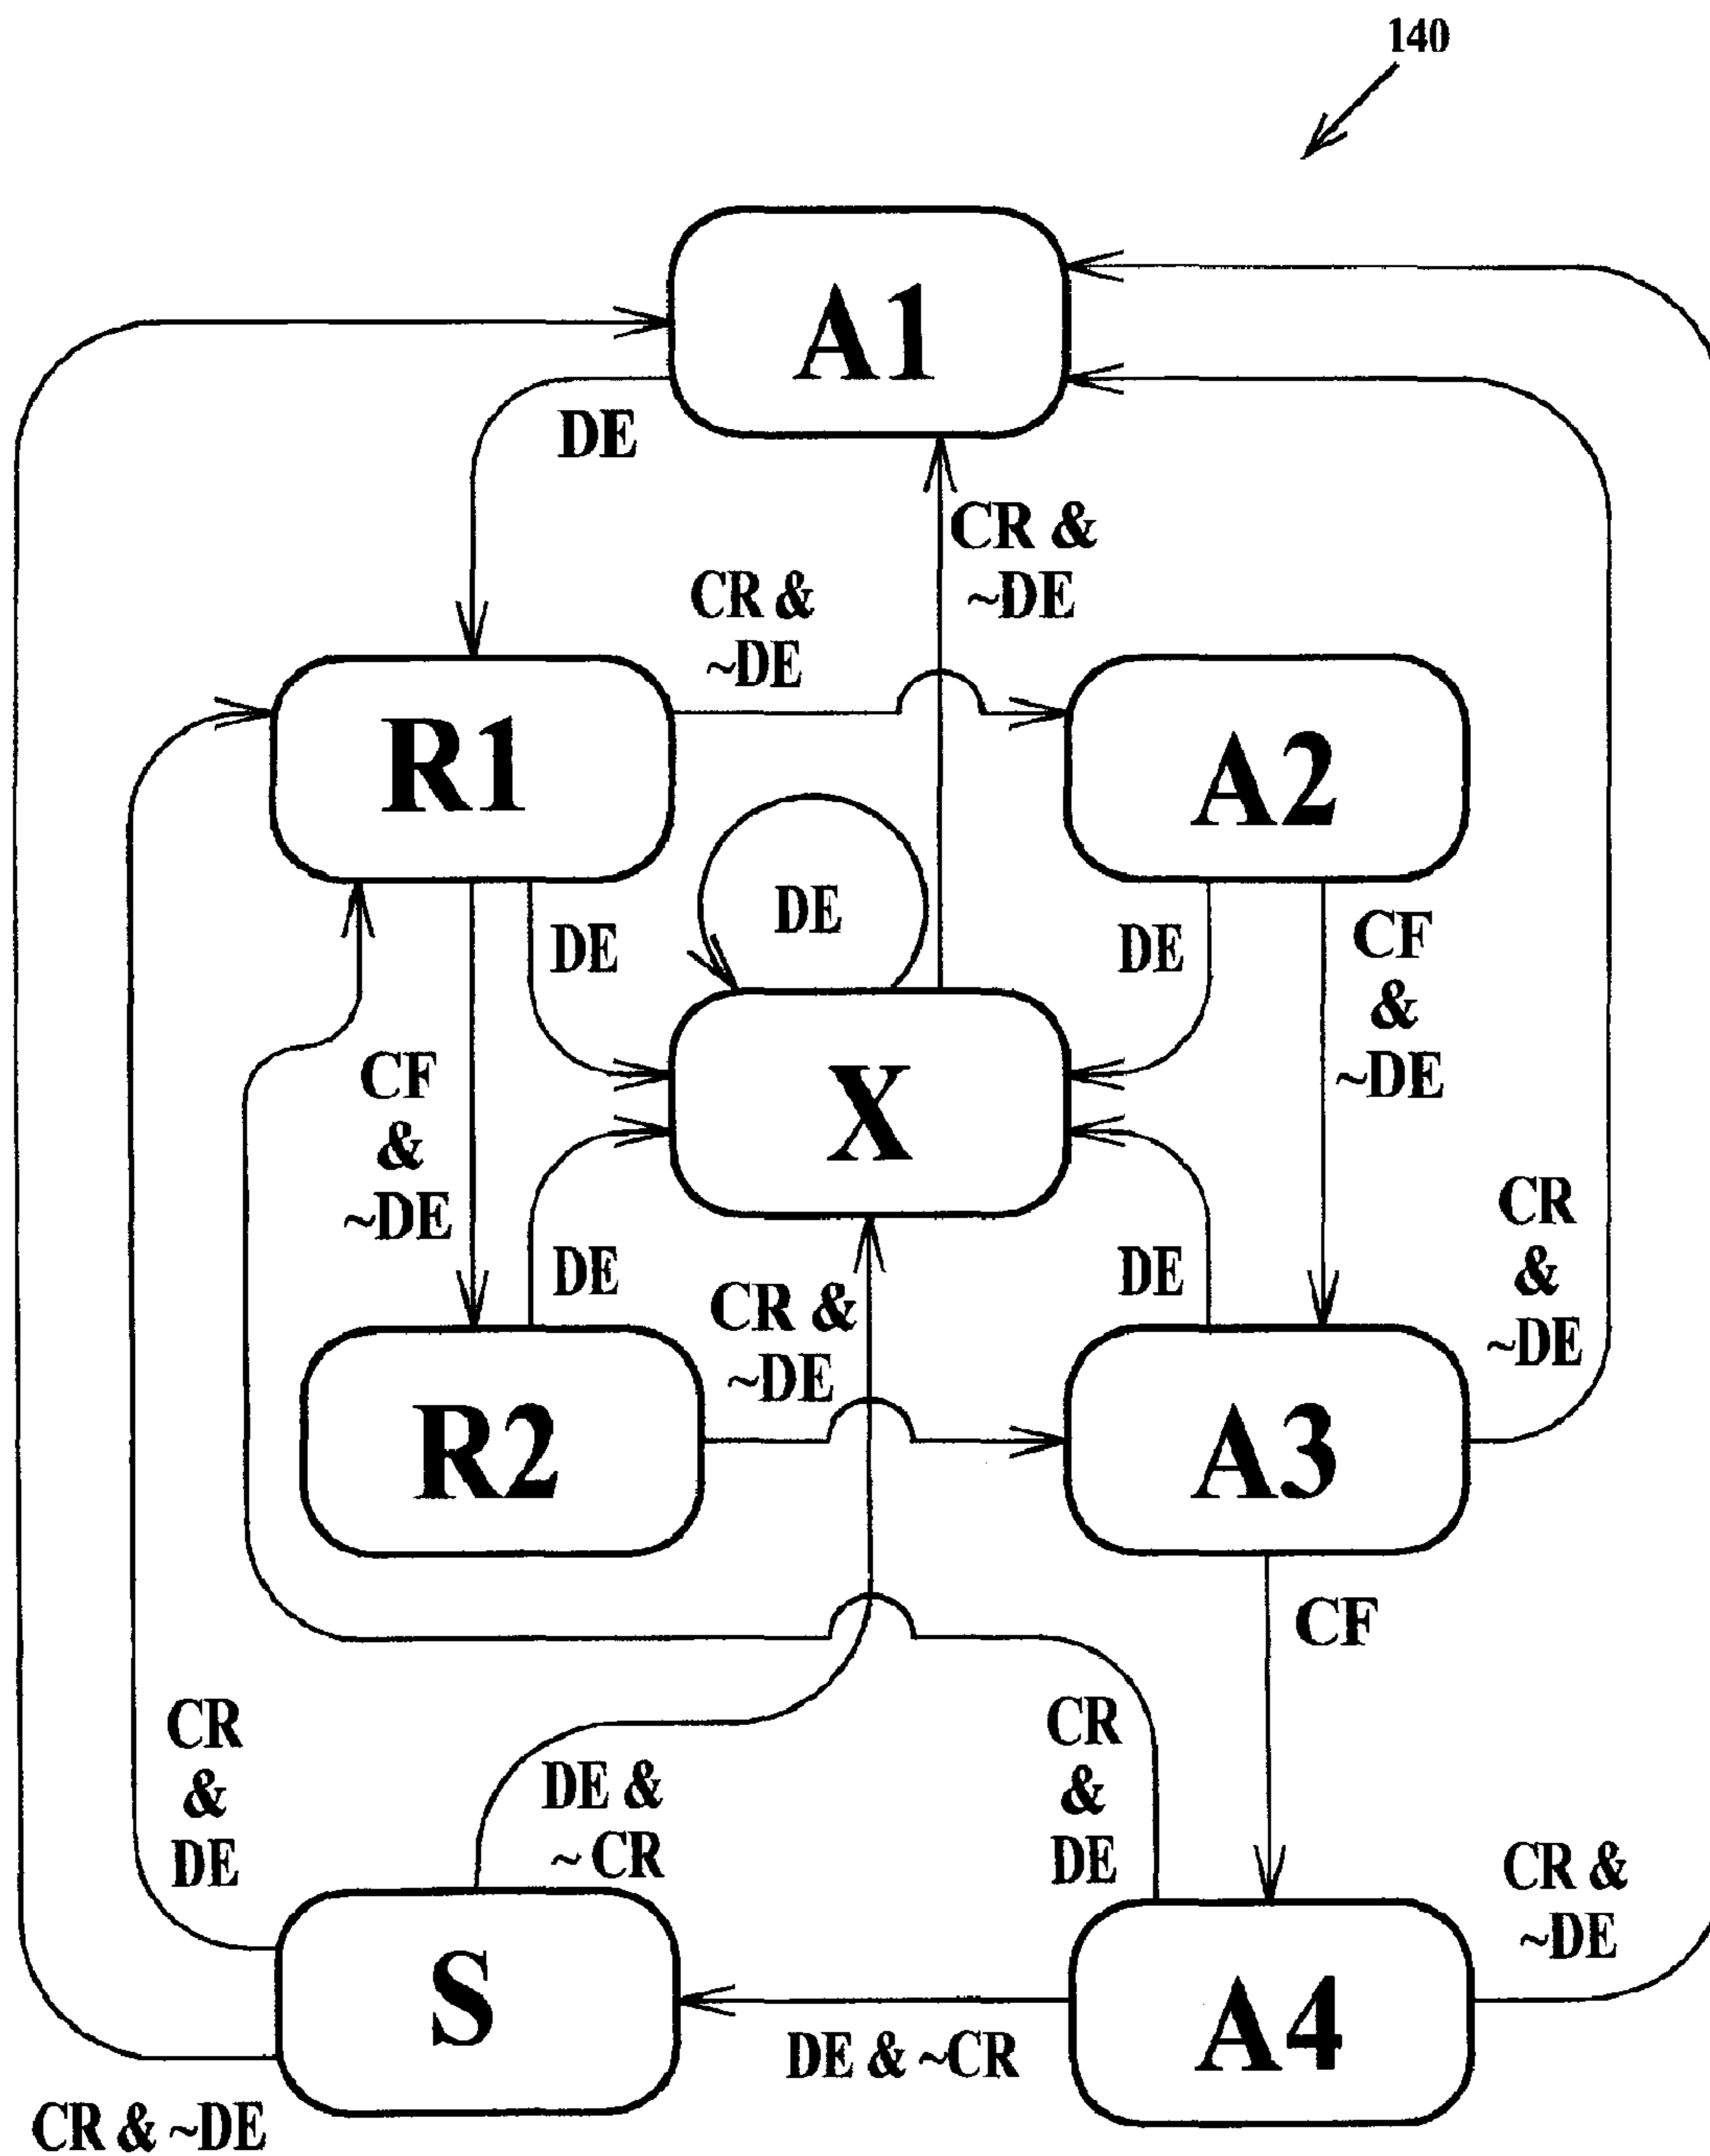 140
A1
DE
CR &
~DE
CR &
~DE
R1
A2
DE
DE
DE
CF
&
~DE
CF
&
~DE
X
CR
&
~DE
DE
CR &
~DE
DE
R2
A3
CF
CR
&
DE
DE &
~ CR
CR
&
DE
CR &
~DE
S
A4
DE & ~CR
CR & ~DE